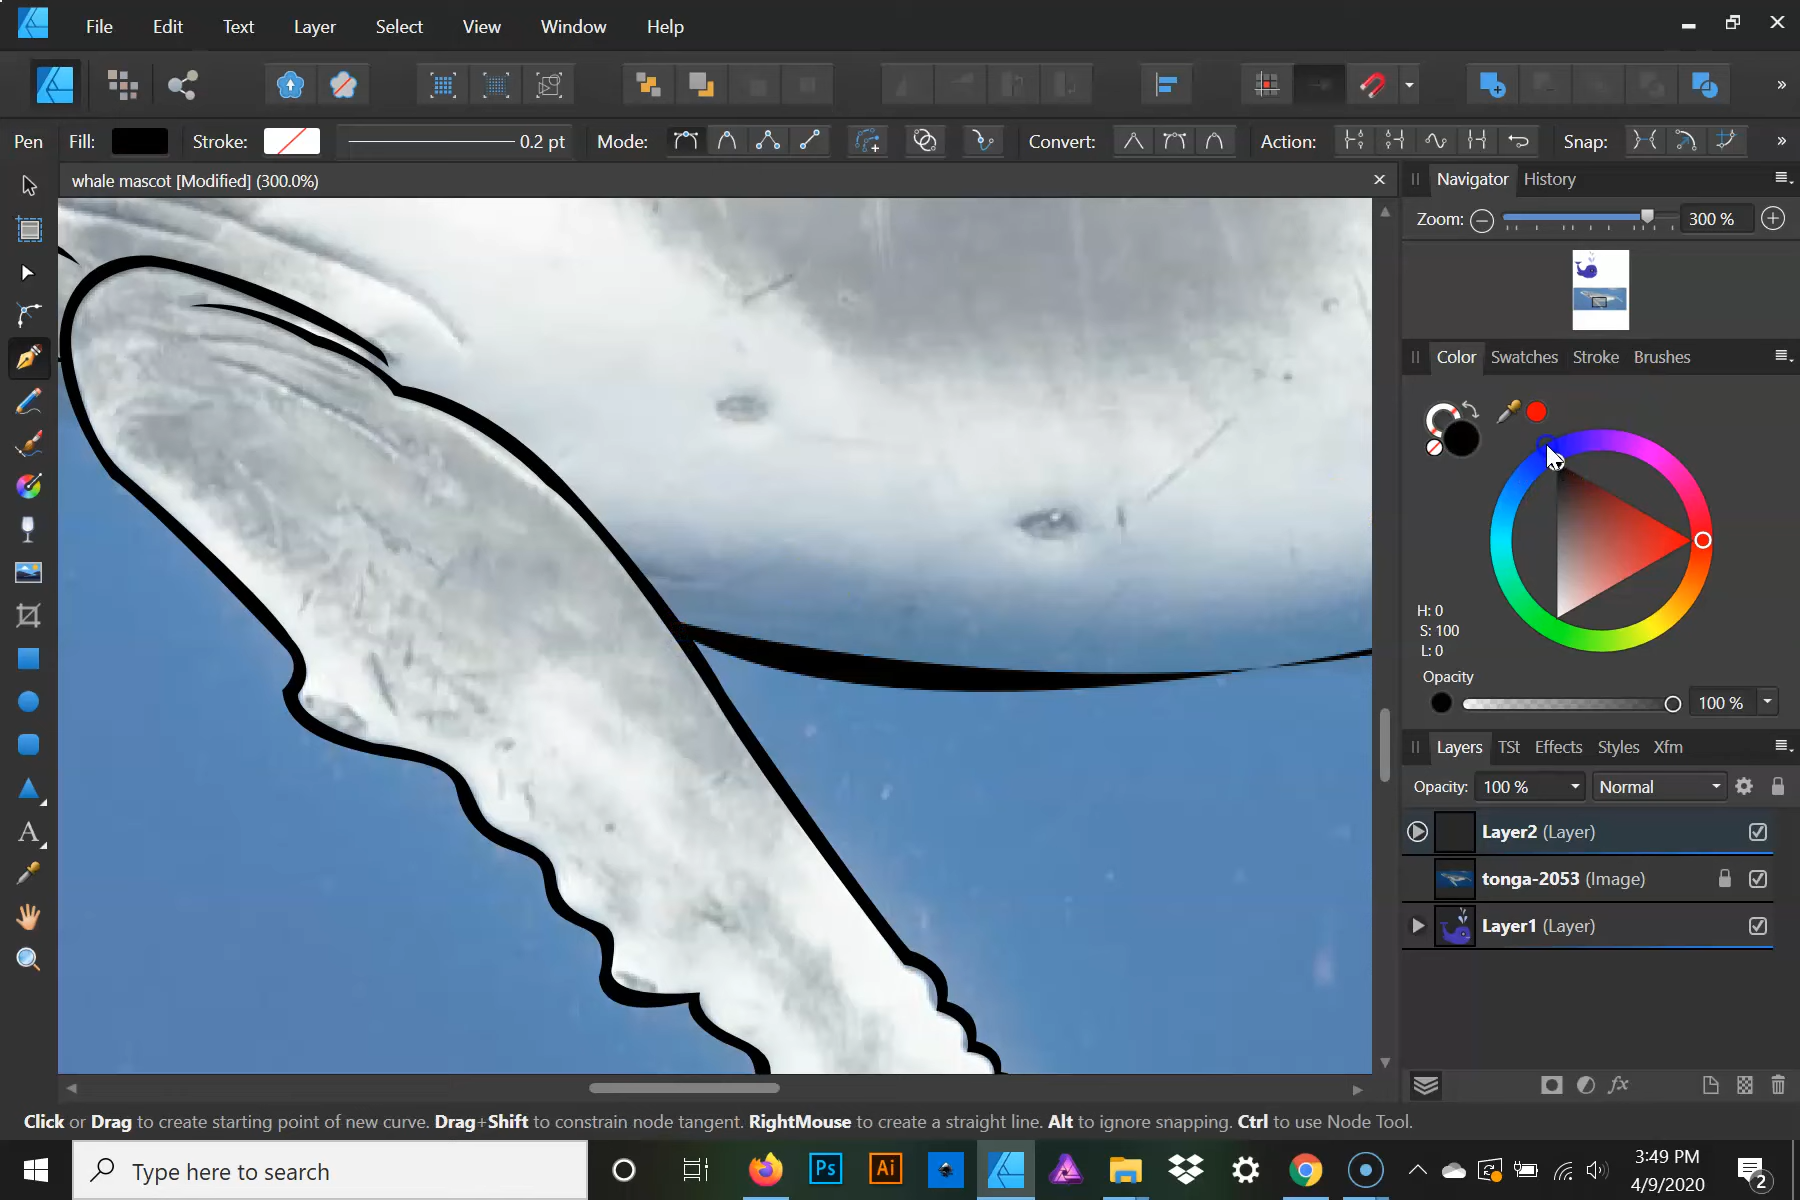 File Edit Text Layer Select View Window Help
Pen Fill: Stroke: 0.2 pt Mode: Convert: Action: Snap:
whale mascot [Modified] (300.0%)
Navigator History
Zoom: 300 %
Color Swatches Stroke Brushes
H: 0
S: 100
L: 0
Opacity
100 %
Layers TSt Effects Styles Xfm
Opacity: 100 % Normal
Layer2 (Layer)
tonga-2053 (Image)
Layer1 (Layer)
A
fx
Click or Drag to create starting point of new curve. Drag+Shift to constrain node tangent. RightMouse to create a straight line. Alt to ignore snapping. Ctrl to use Node Tool.
Type here to search
Ps
Ai
3:49 PM
4/9/2020
2